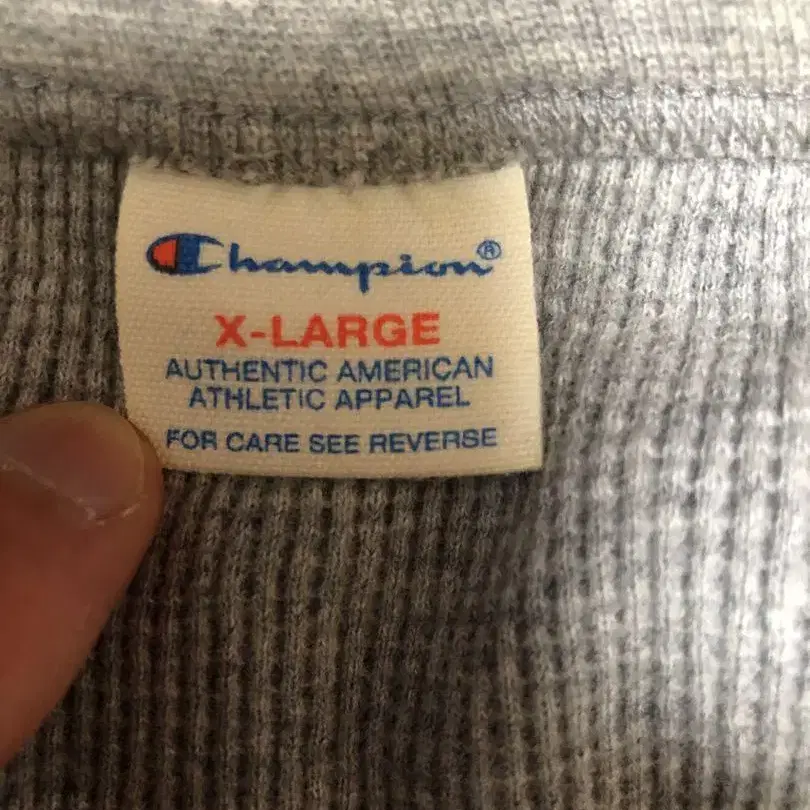 Champion®
X-LARGE
AUTHENTIC AMERICAN
ATHLETIC APPAREL
FOR CARE SEE REVERSE